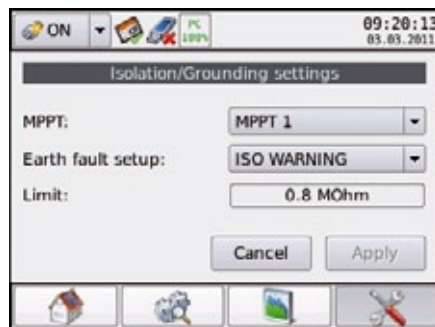 ON PC 100% 09:20:13
03.03.2011
Isolation/Grounding settings
MPPT: MPPT 1
Earth fault setup: ISO WARNING
Limit: 0.8 MOhm
Cancel Apply